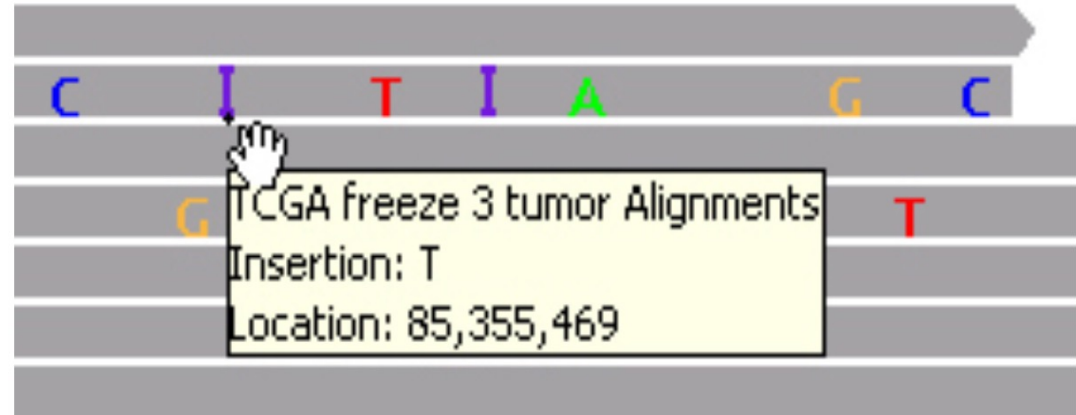 C I T I A G C
G T
TCGA freeze 3 tumor Alignments
Insertion: T
Location: 85,355,469